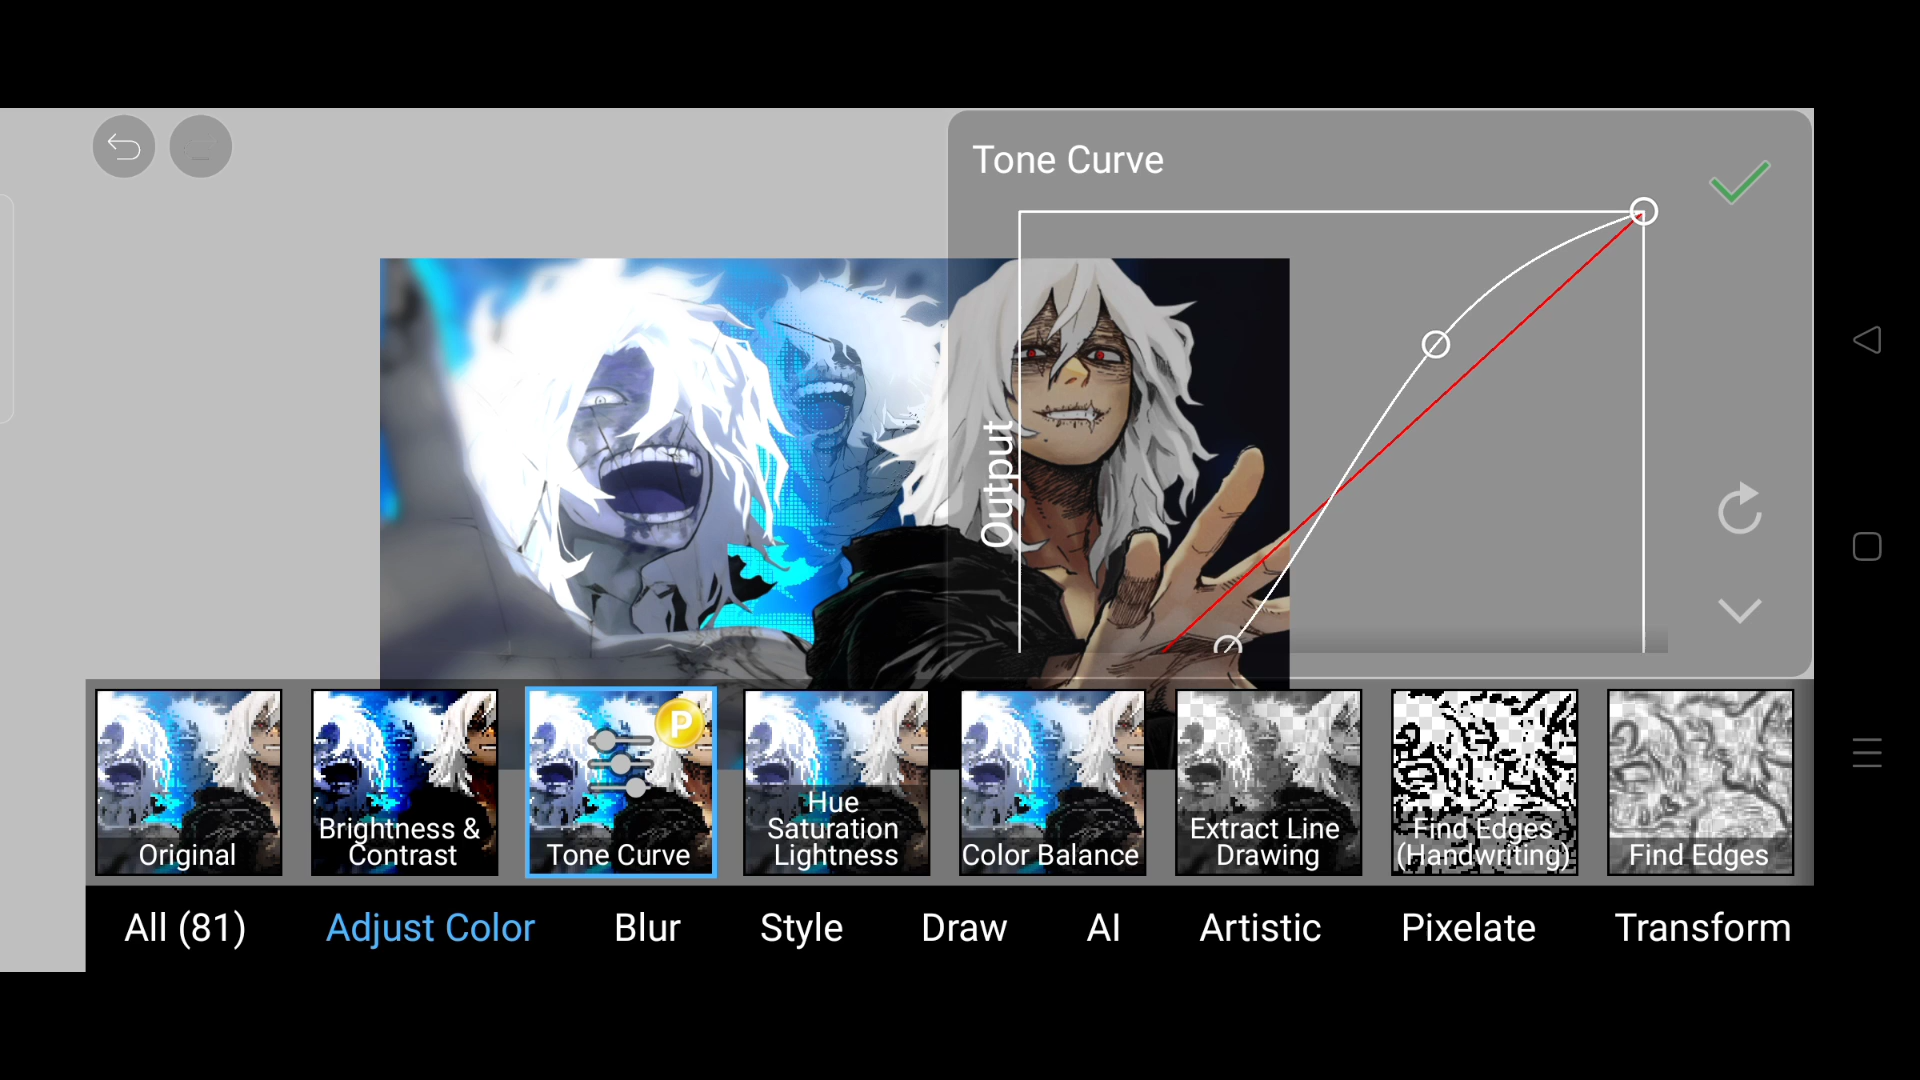 Tone Curve
Output
P
Original
Brightness &
Contrast
Tone Curve
Hue
Saturation
Lightness
Color Balance
Extract Line
Drawing
Find Edges
(Handwriting)
Find Edges
All (81)
Adjust Color
Blur
Style
Draw
AI
Artistic
Pixelate
Transform